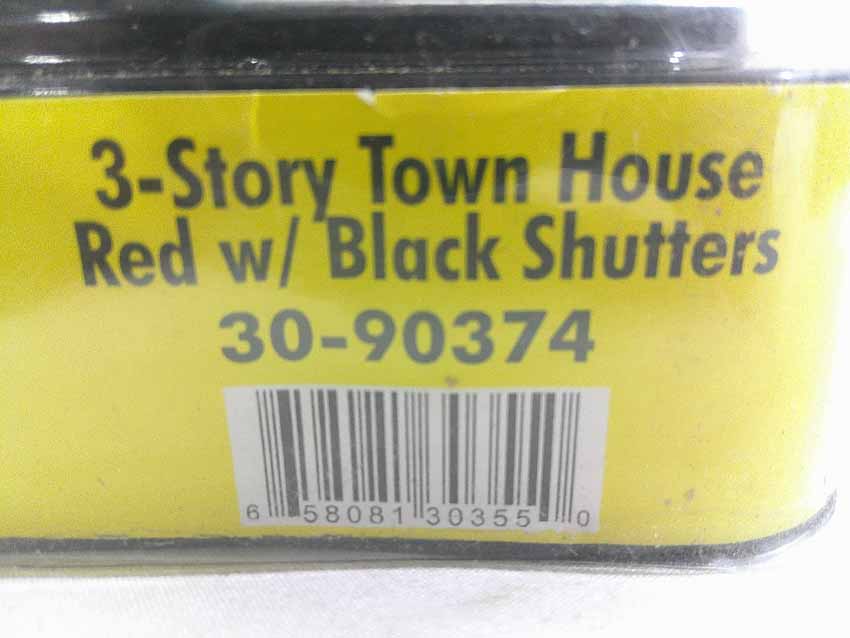 3-Story Town House
Red w/ Black Shutters
30-90374
6 58081 30355 0